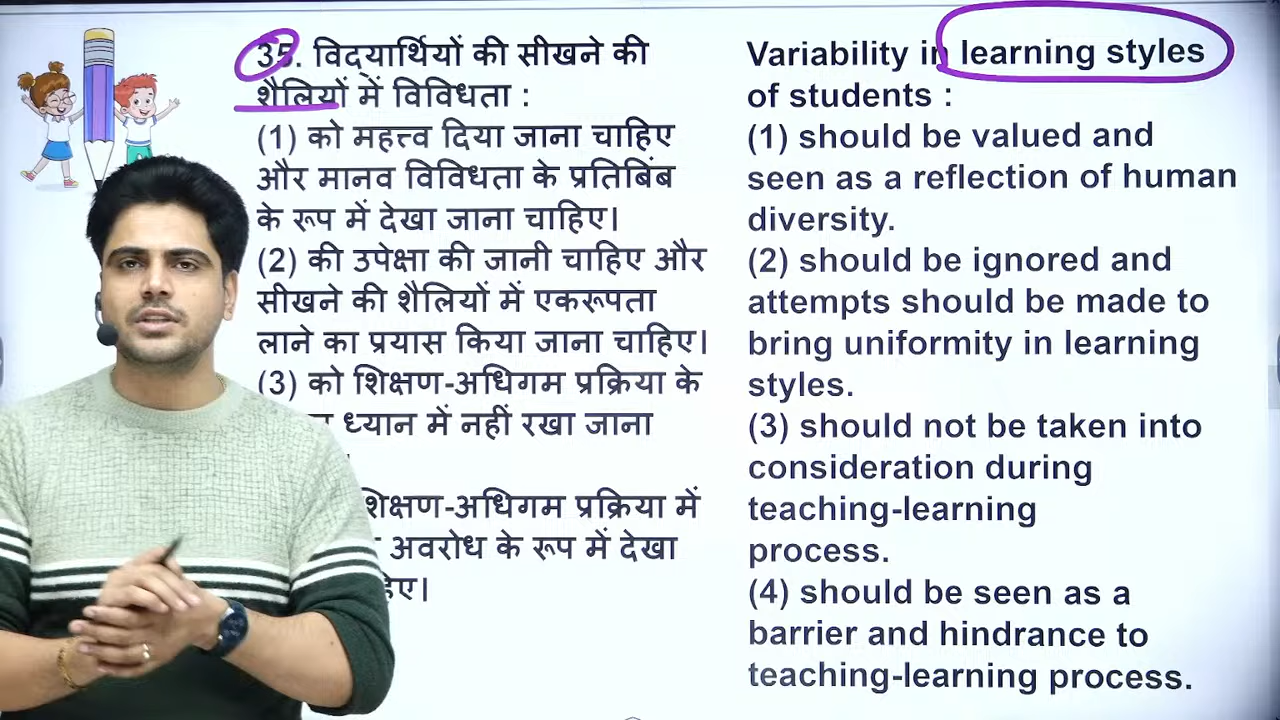 35. विद्यार्थियों की सीखने की
शैलियों में विविधता :
(1) को महत्त्व दिया जाना चाहिए
और मानव विविधता के प्रतिबिंब
के रूप में देखा जाना चाहिए।
(2) की उपेक्षा की जानी चाहिए और
सीखने की शैलियों में एकरूपता
लाने का प्रयास किया जाना चाहिए।
(3) को शिक्षण-अधिगम प्रक्रिया के
ध्यान में नहीं रखा जाना
शिक्षण-अधिगम प्रक्रिया में
अवरोध के रूप में देखा
Variability in learning styles
of students :
(1) should be valued and
seen as a reflection of human
diversity.
(2) should be ignored and
attempts should be made to
bring uniformity in learning
styles.
(3) should not be taken into
consideration during
teaching-learning
process.
(4) should be seen as a
barrier and hindrance to
teaching-learning process.